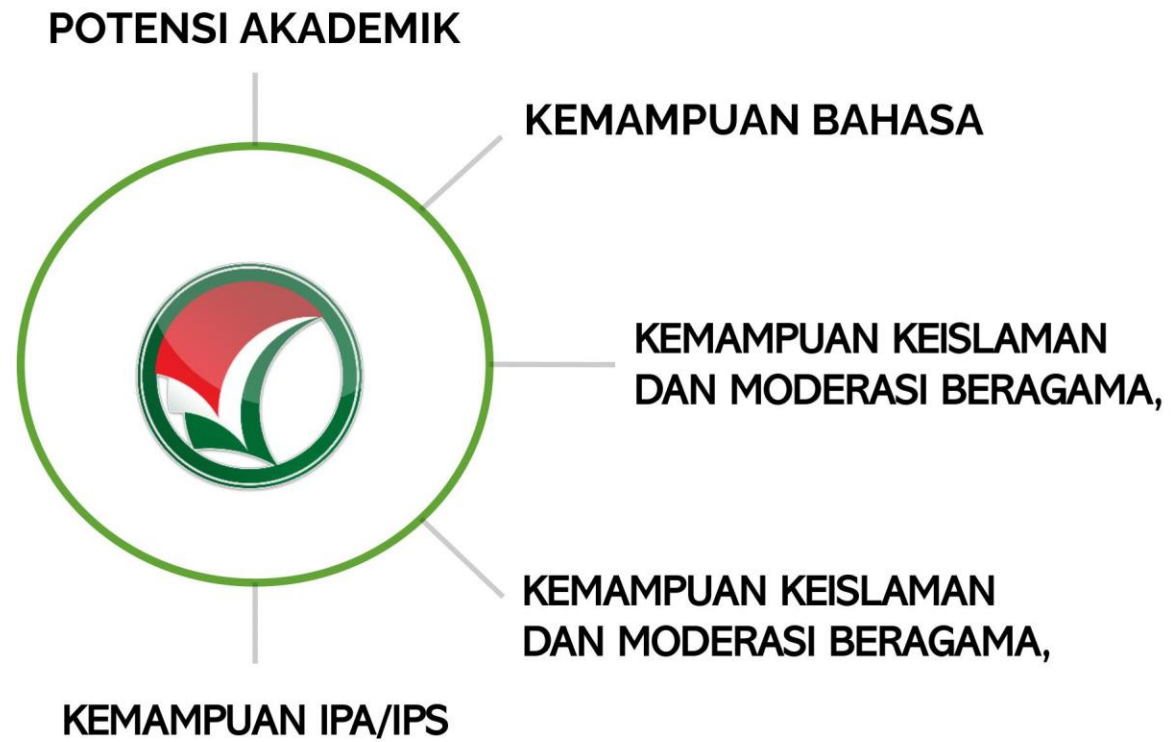 POTENSI AKADEMIK
KEMAMPUAN BAHASA
KEMAMPUAN KEISLAMAN
DAN MODERASI BERAGAMA,
KEMAMPUAN KEISLAMAN
DAN MODERASI BERAGAMA,
KEMAMPUAN IPA/IPS